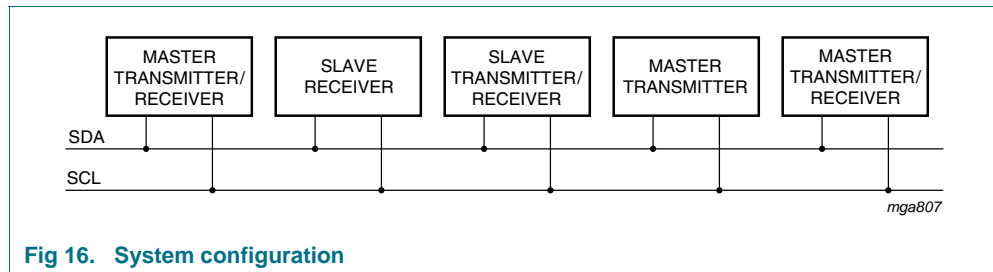 MASTER
TRANSMITTER/
RECEIVER
SLAVE
RECEIVER
SLAVE
TRANSMITTER/
RECEIVER
MASTER
TRANSMITTER
MASTER
TRANSMITTER/
RECEIVER
SDA
SCL
mga807
Fig 16. System configuration